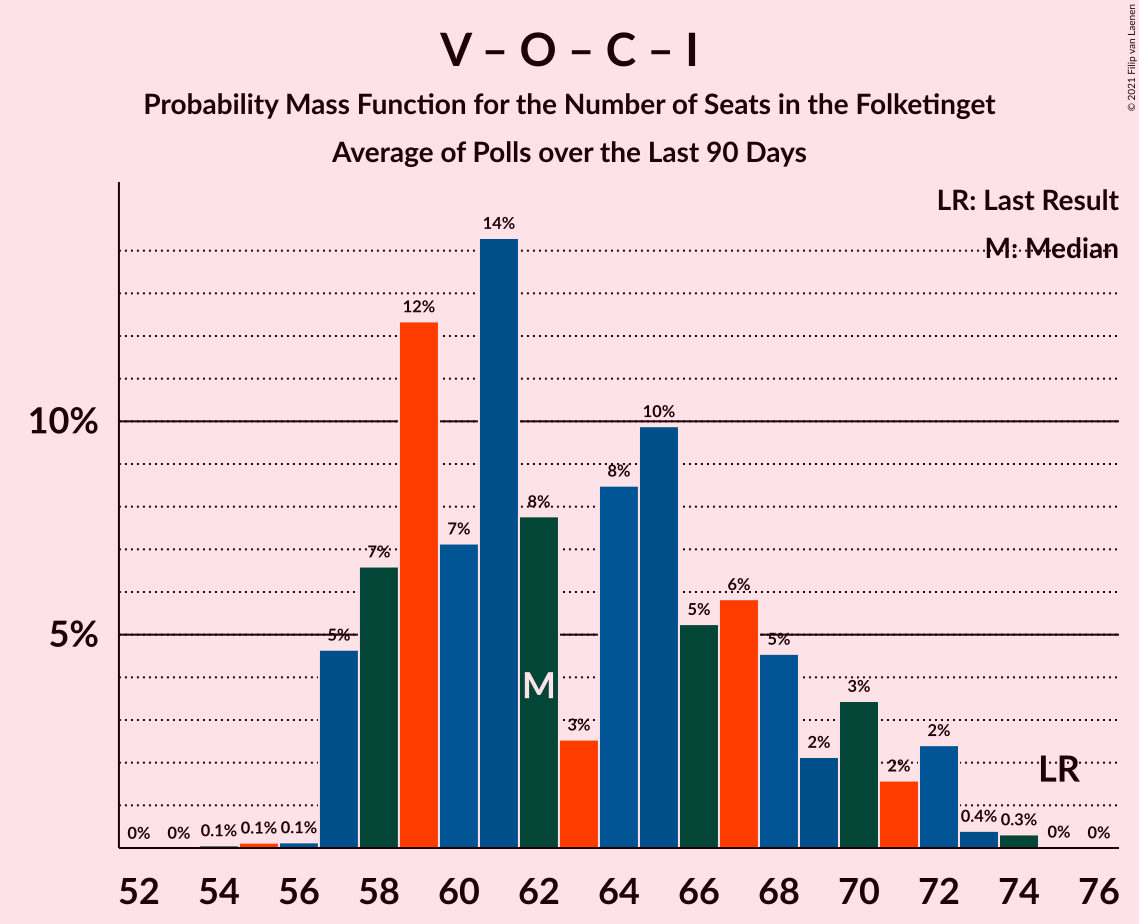 V – O – C – I
Probability Mass Function for the Number of Seats in the Folketinget
Average of Polls over the Last 90 Days
© 2021 Filip van Laenen
LR: Last Result
M: Median
10%
5%
0% 0% 0.1% 0.1% 0.1% 5% 7% 12% 7% 14% 8% 3% 8% 10% 5% 6% 5% 2% 3% 2% 2% 0.4% 0.3% 0% 0%
M
LR
52 54 56 58 60 62 64 66 68 70 72 74 76